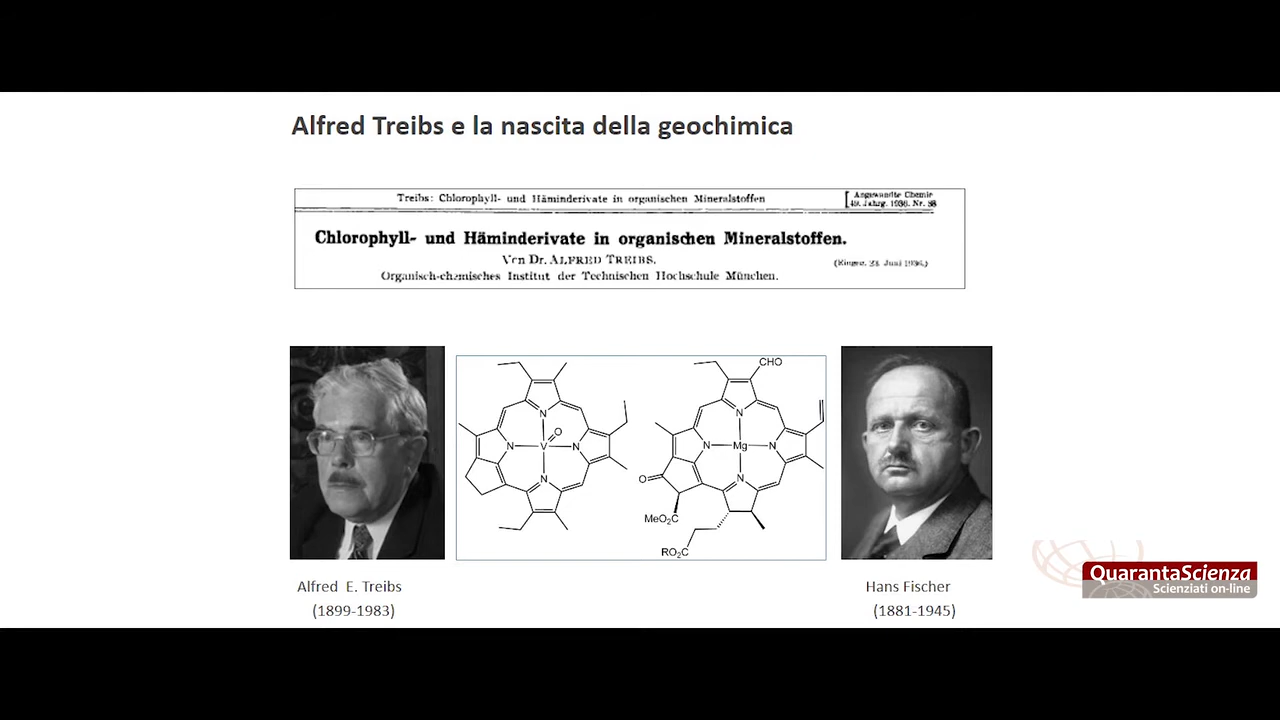 Alfred Treibs e la nascita della geochimica
Treibs: Chlorophyll- und Häminderivate in organischen Mineralstoffen
[Angewandte Chemie
49. Jahrg. 1936. Nr. 38
Chlorophyll- und Häminderivate in organischen Mineralstoffen.
Von Dr. ALFRED TREIBS.
(Eingeg. 23. Juni 1936.)
Organisch-chemisches Institut der Technischen Hochschule München.
CHO
N
O
N
V
N
N
N
N
Mg
N
N
O
MeO₂C
RO₂C
Alfred E. Treibs
(1899-1983)
Hans Fischer
(1881-1945)
QuarantaScienza
Scienziati on-line